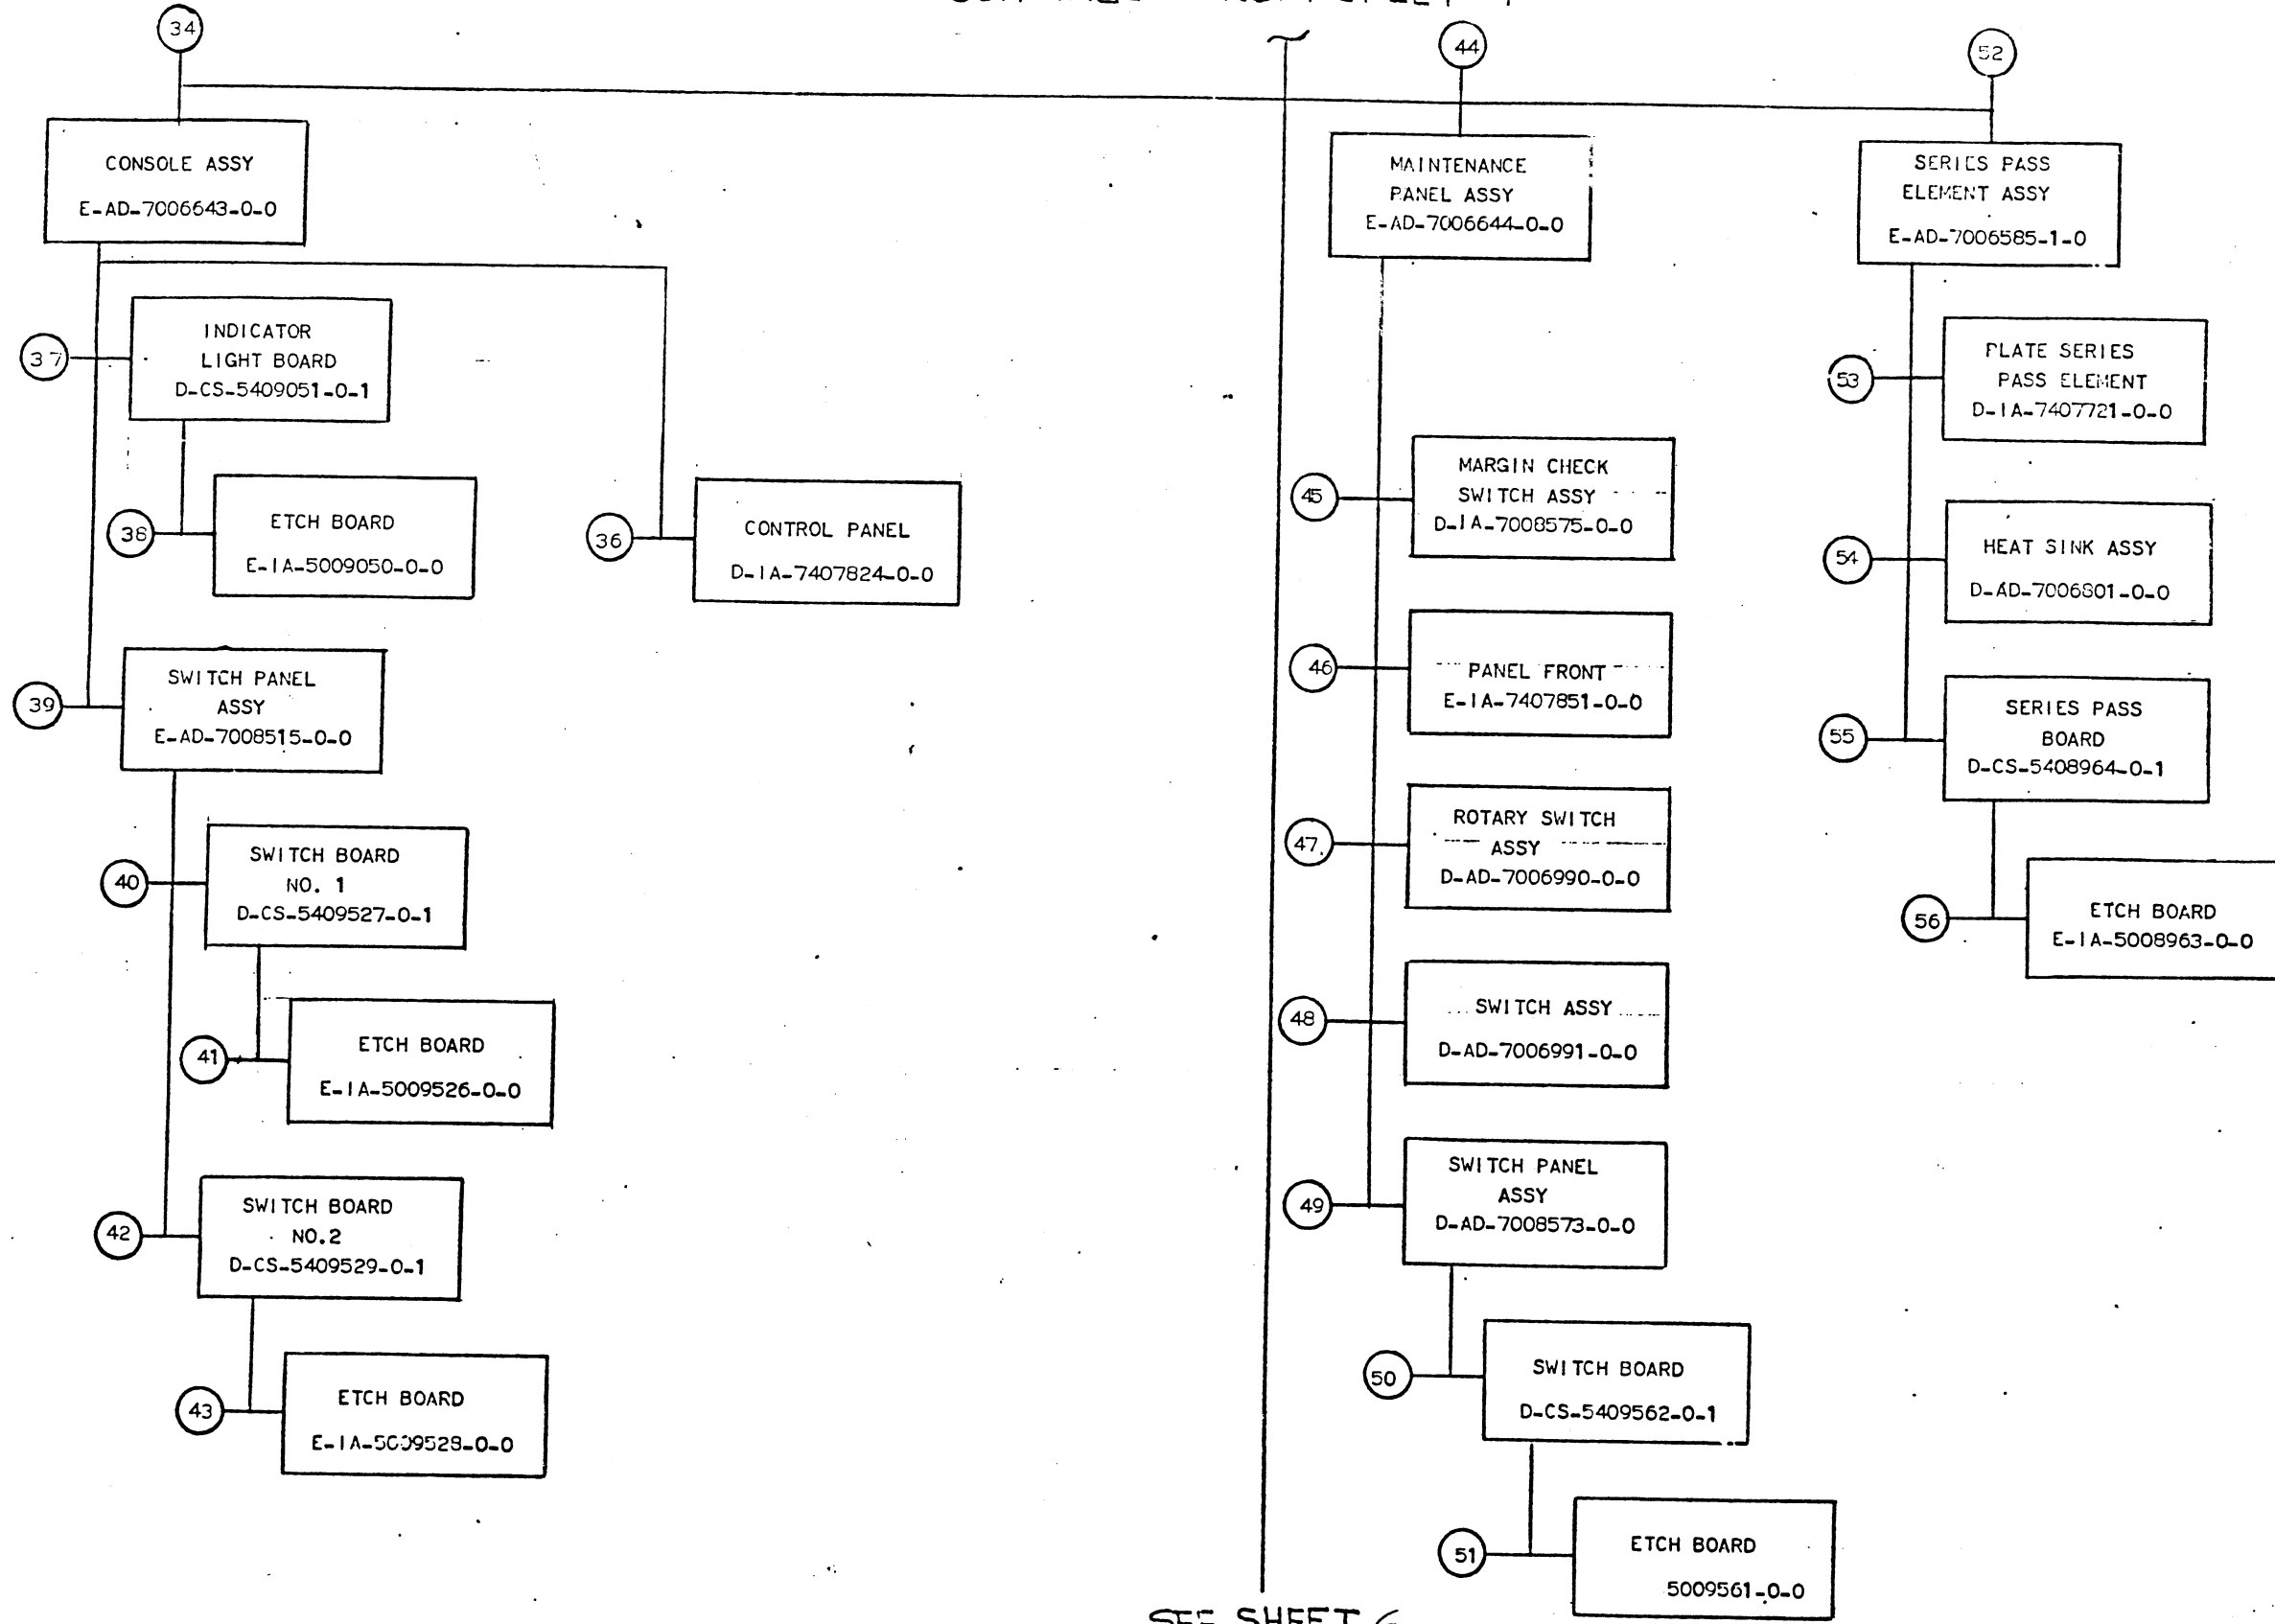 34
CONSOLE ASSY
E-AD-7006643-0-0
37
INDICATOR
LIGHT BOARD
D-CS-5409051-0-1
38
ETCH BOARD
E-IA-5009050-0-0
36
CONTROL PANEL
D-IA-7407824-0-0
39
SWITCH PANEL
ASSY
E-AD-7008515-0-0
40
SWITCH BOARD
NO. 1
D-CS-5409527-0-1
41
ETCH BOARD
E-IA-5009526-0-0
42
SWITCH BOARD
NO.2
D-CS-5409529-0-1
43
ETCH BOARD
E-IA-5009528-0-0
44
MAINTENANCE
PANEL ASSY
E-AD-7006644-0-0
45
MARGIN CHECK
SWITCH ASSY
D-IA-7008575-0-0
46
PANEL FRONT
E-IA-7407851-0-0
47
ROTARY SWITCH
ASSY
D-AD-7006990-0-0
48
SWITCH ASSY
D-AD-7006991-0-0
49
SWITCH PANEL
ASSY
D-AD-7008573-0-0
50
SWITCH BOARD
D-CS-5409562-0-1
51
ETCH BOARD
5009561-0-0
52
SERIES PASS
ELEMENT ASSY
E-AD-7006585-1-0
53
PLATE SERIES
PASS ELEMENT
D-IA-7407721-0-0
54
HEAT SINK ASSY
D-AD-7006801-0-0
55
SERIES PASS
BOARD
D-CS-5408964-0-1
56
ETCH BOARD
E-IA-5008963-0-0
SEE SHEET 6